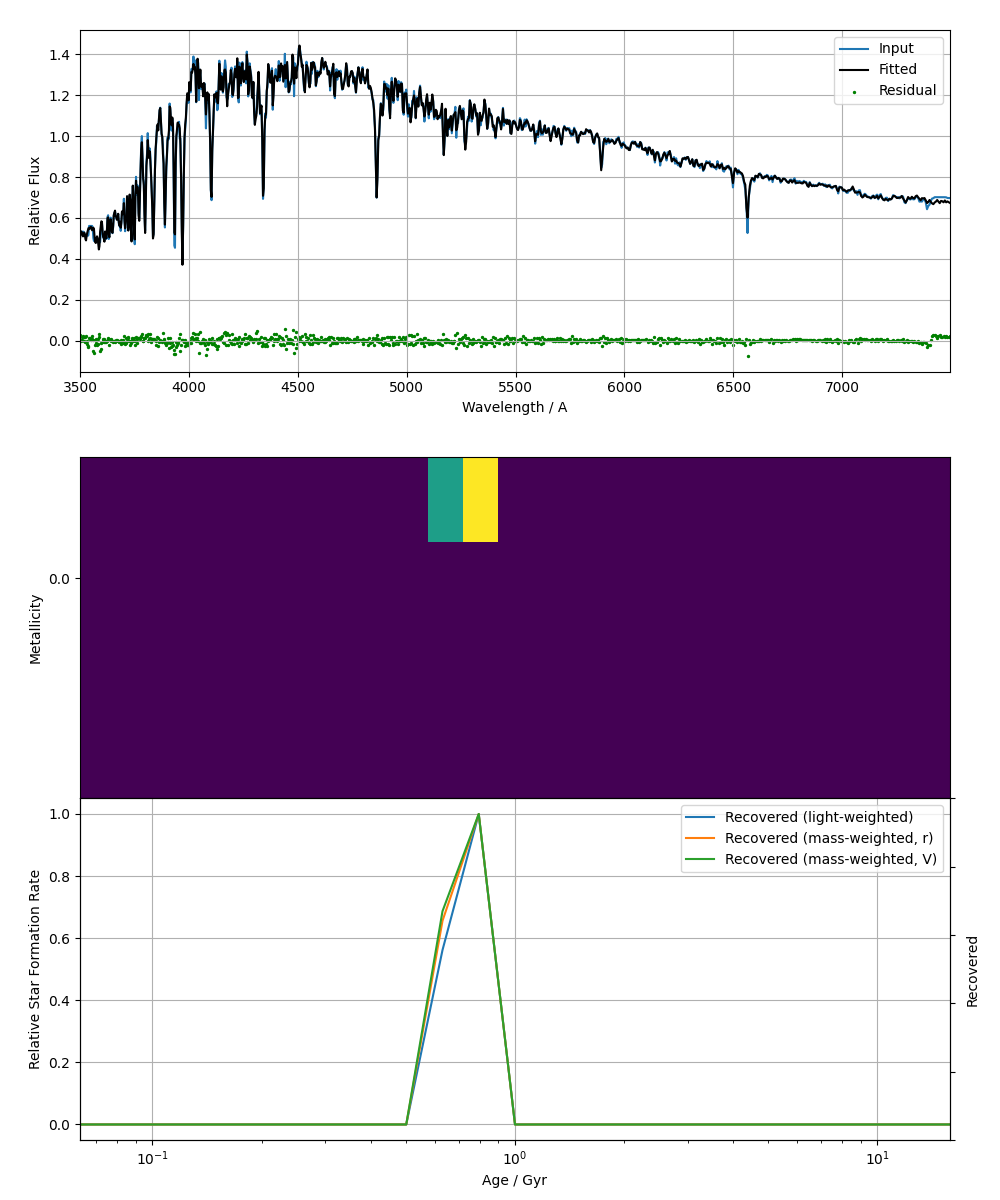 1.4
1.2
1.0
0.8
0.6
0.4
0.2
0.0
Relative Flux
Input
Fitted
Residual
3500 4000 4500 5000 5500 6000 6500 7000
Wavelength / A
0.0
Metallicity
1.0
0.8
0.6
0.4
0.2
0.0
Relative Star Formation Rate
Recovered (light-weighted)
Recovered (mass-weighted, r)
Recovered (mass-weighted, V)
Recovered
10⁻¹ 10⁰ 10¹
Age / Gyr